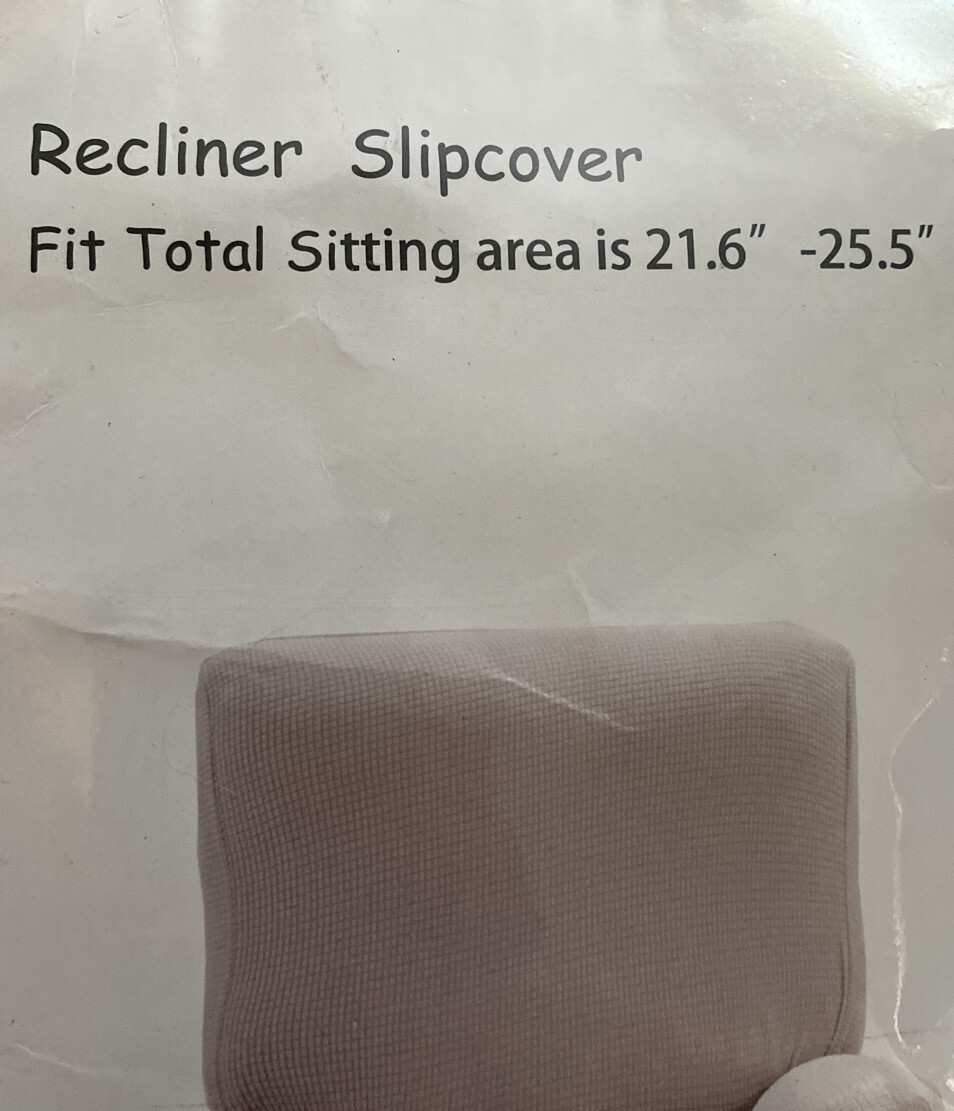 Recliner Slipcover
Fit Total Sitting area is 21.6″ -25.5″